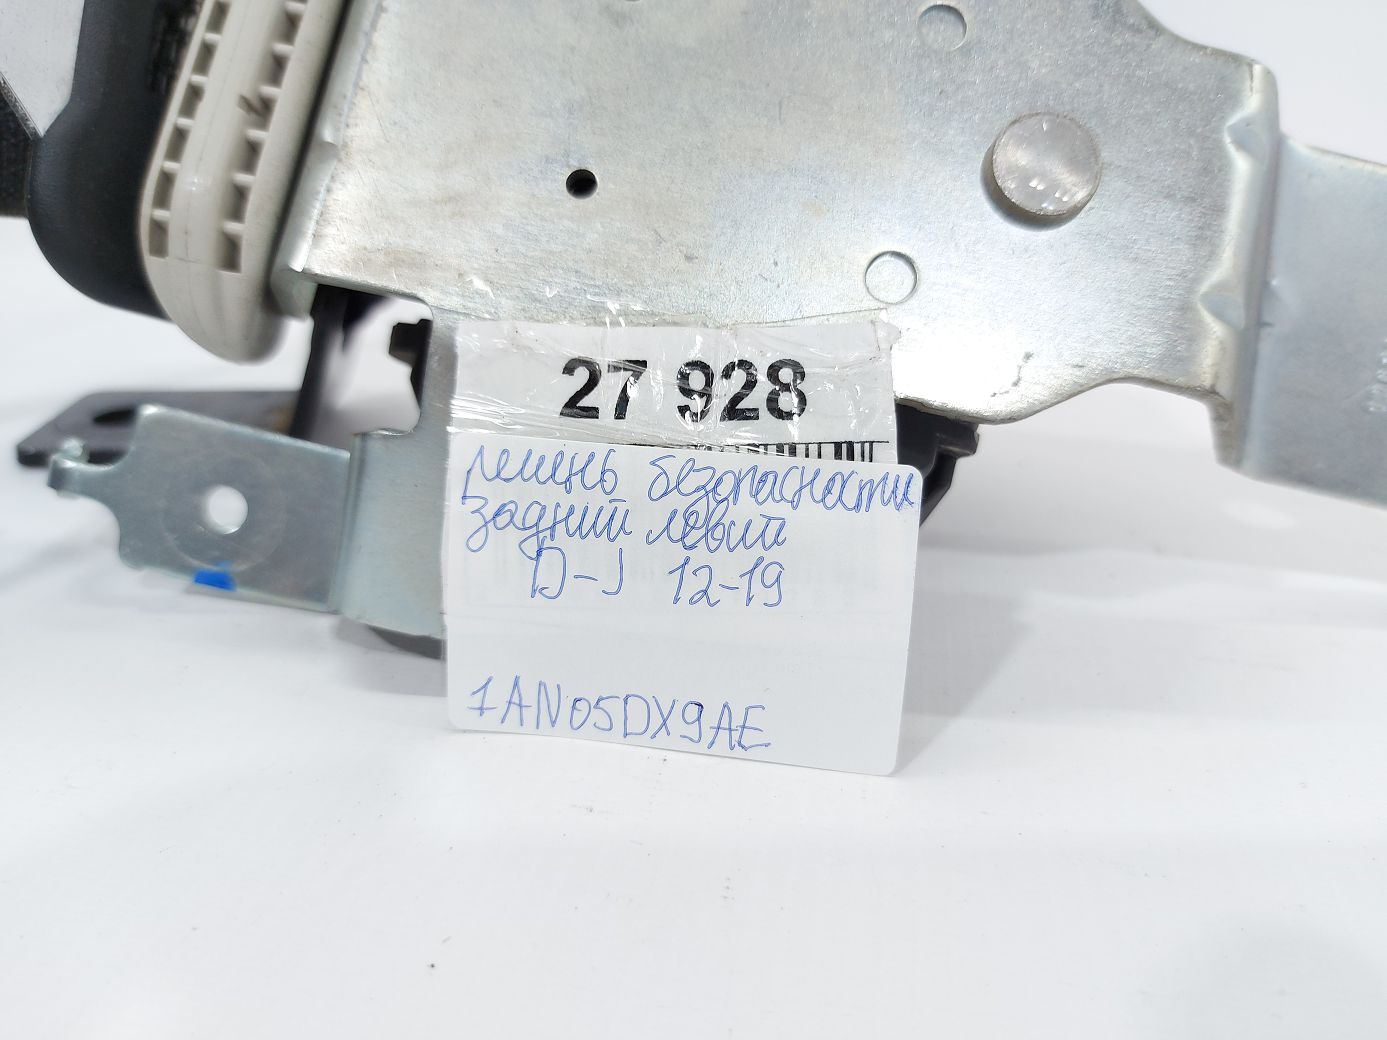 27 928
ремень безопасности
задний левый
D-J 12-19
1AN05DX9AE